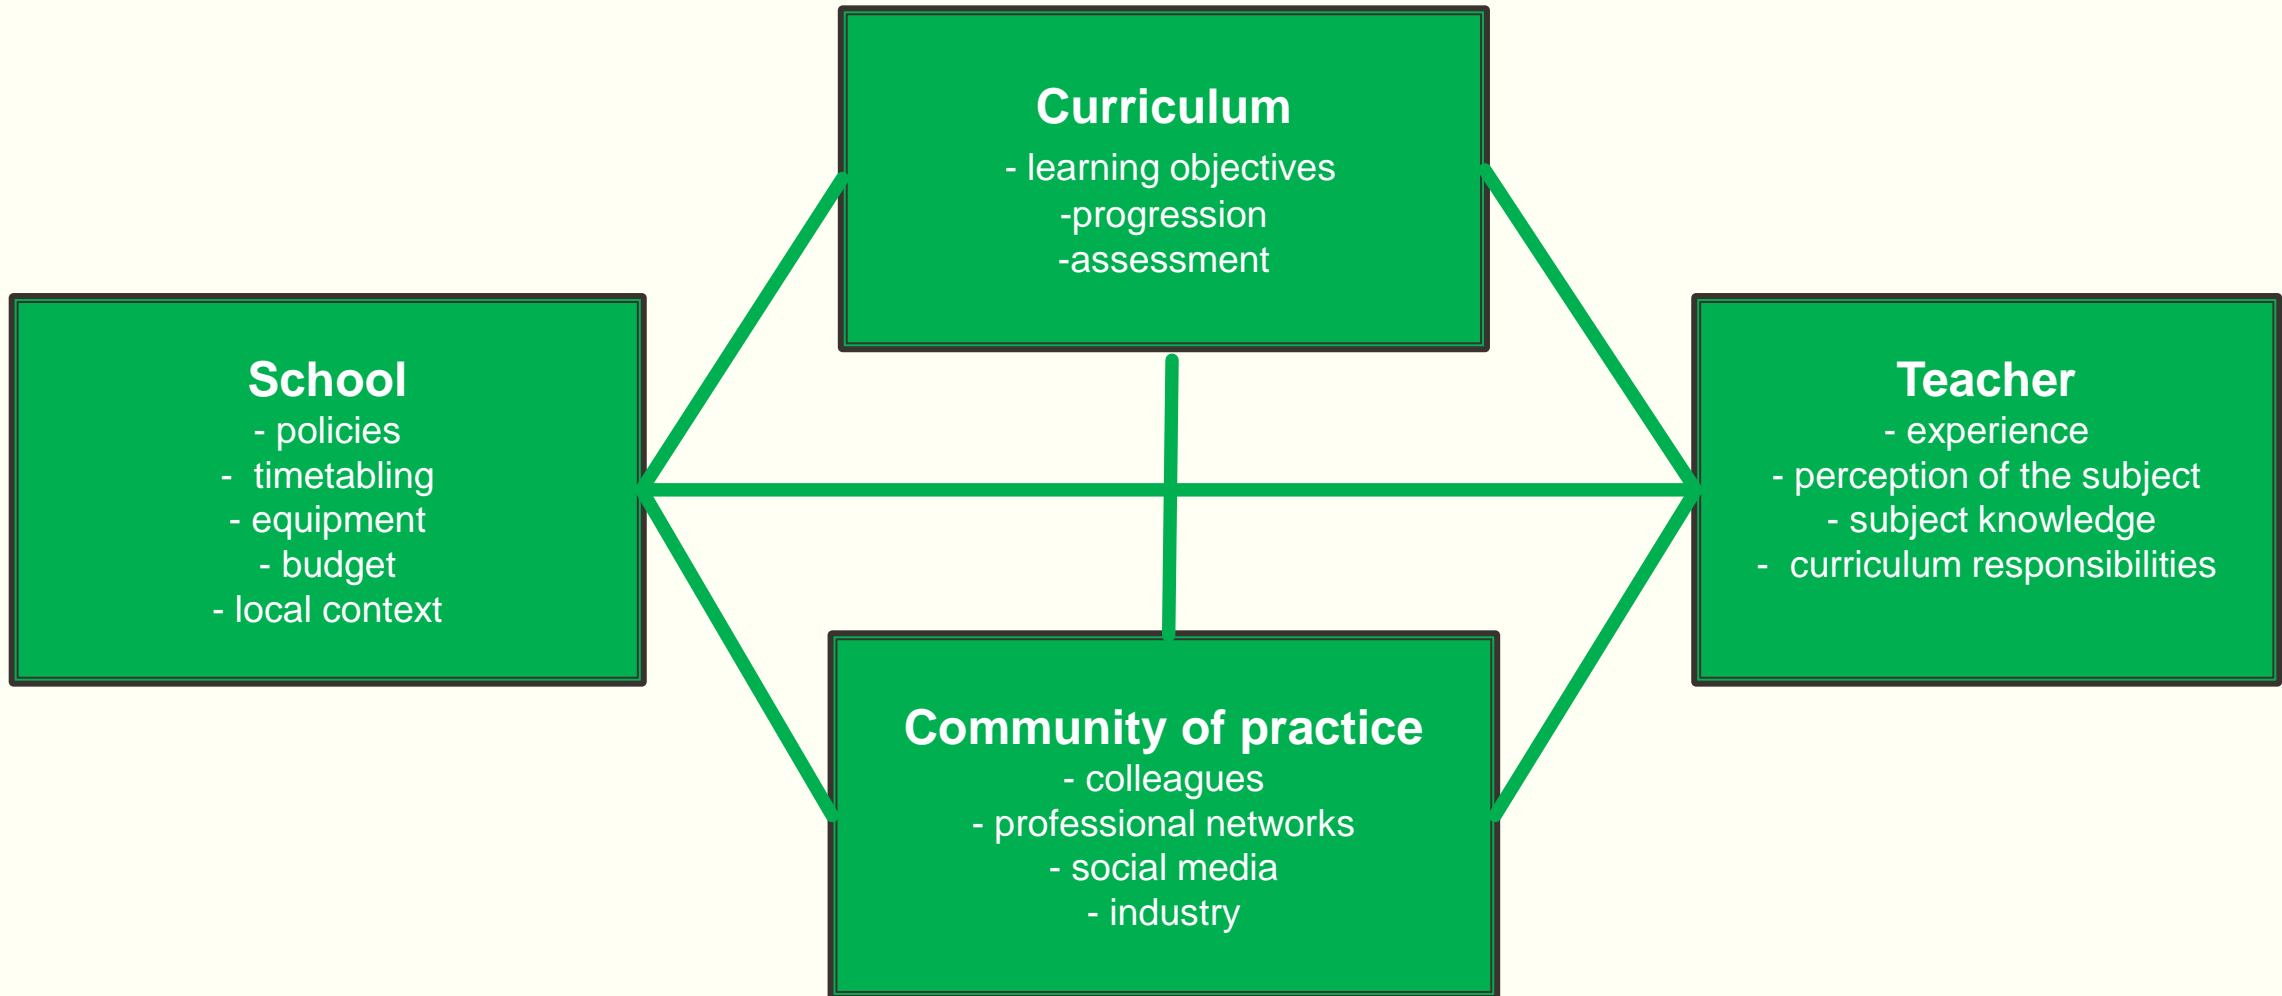 Curriculum
- learning objectives
-progression
-assessment
School
- policies
-  timetabling
- equipment
- budget
- local context
Teacher
- experience
- perception of the subject
- subject knowledge
-  curriculum responsibilities
Community of practice
- colleagues
- professional networks
- social media
- industry